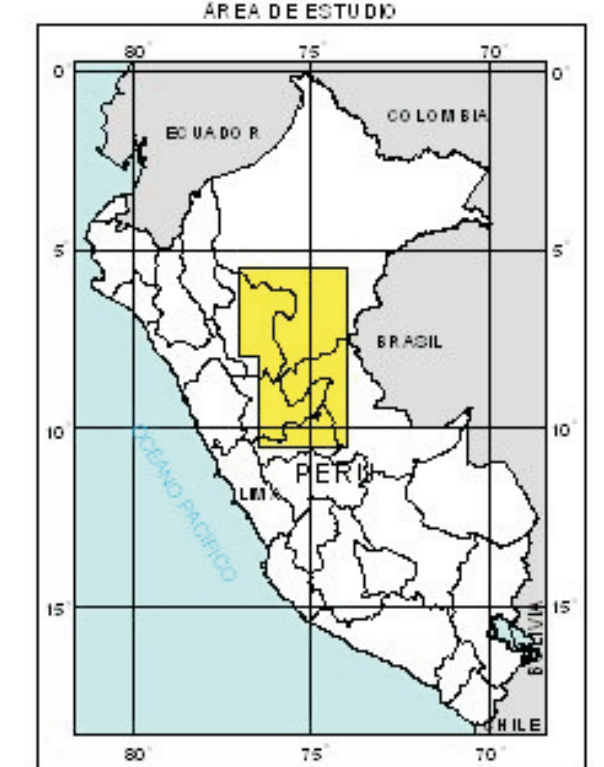 ÁREA DE ESTUDIO
80° 75° 70°
0° 0°
COLOMBIA
ECUADOR
5° 5°
BRASIL
10° 10°
OCEANO PACIFICO
PERU
LIMA
15° 15°
BOLIVIA
CHILE
80° 75° 70°